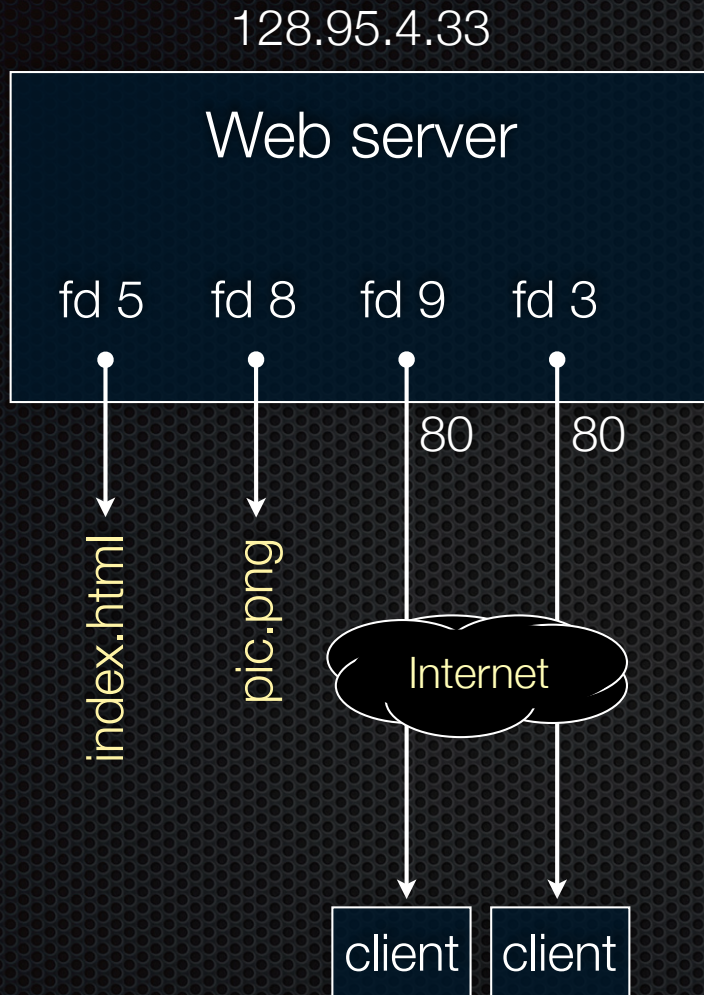 128.95.4.33
Web server
fd 5 fd 8 fd 9 fd 3
80 80
index.html
pic.png
Internet
client client